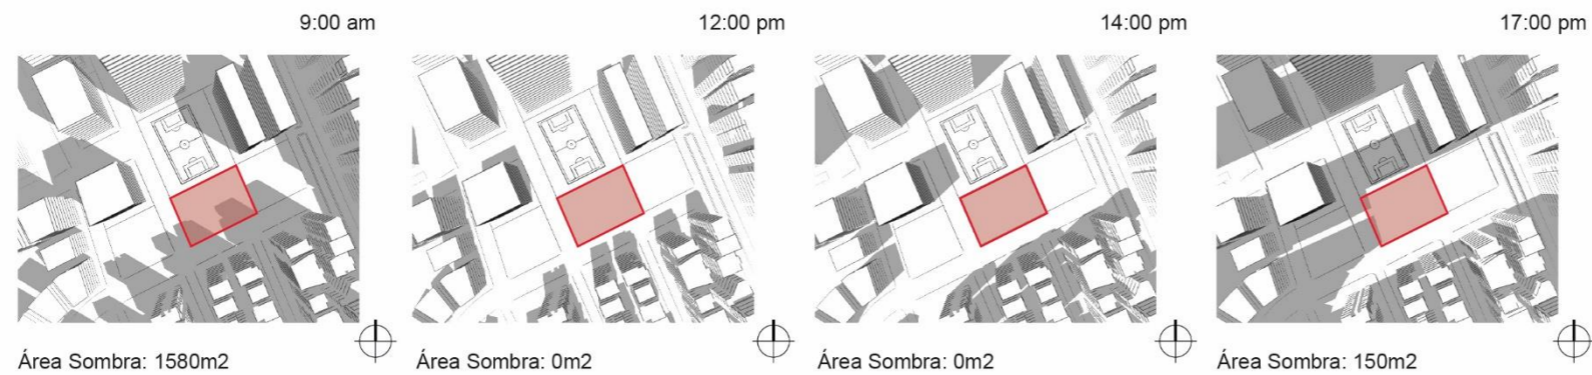 9:00 am
12:00 pm
14:00 pm
17:00 pm
Área Sombra: 1580m2
Área Sombra: 0m2
Área Sombra: 0m2
Área Sombra: 150m2